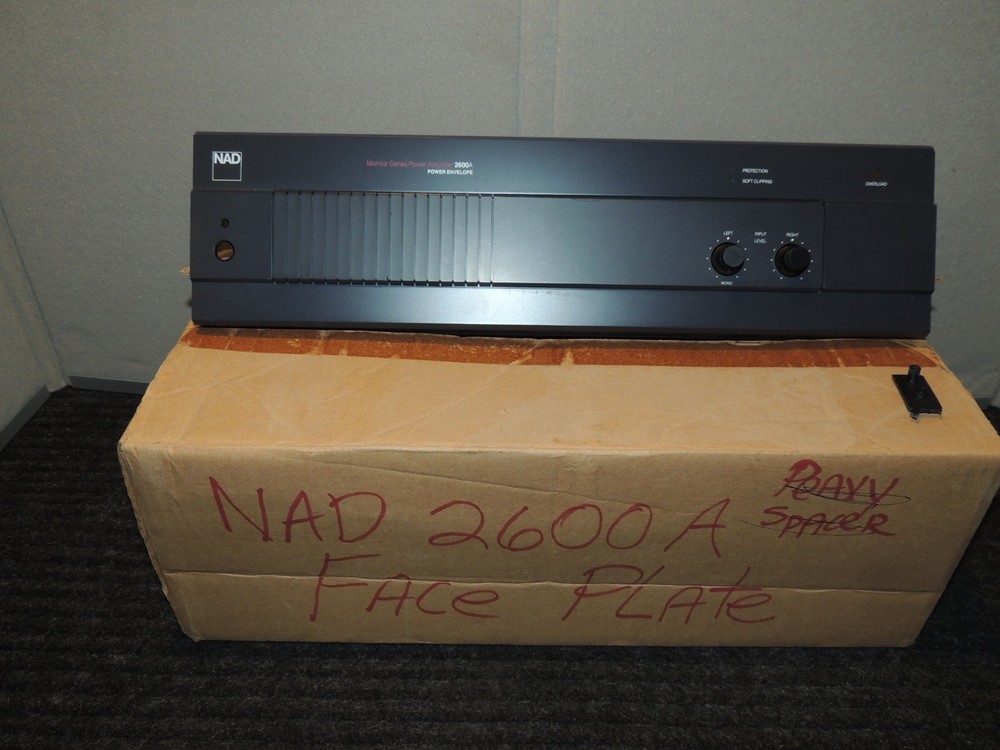 NAD
Monitor Series Power Amplifier 2600A
POWER ENVELOPE
PROTECTION
SOFT CLIPPING
OVERLOAD
LEFT
INPUT
LEVEL
RIGHT
MONO
NAD 2600 A
FACe PLAte
PeAVV
SPACeR